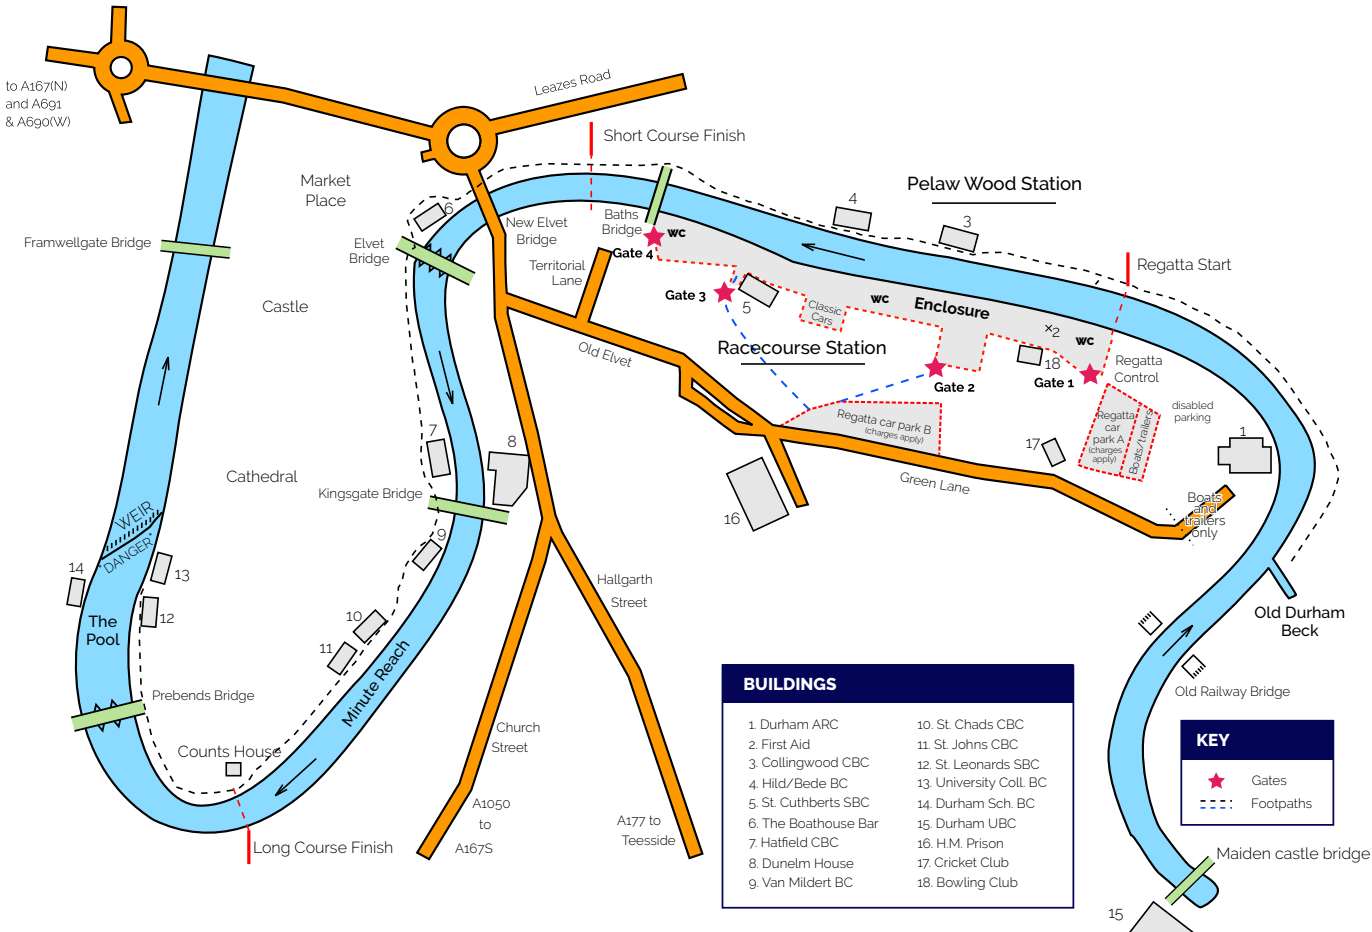 to A167(N)
and A691
& A690(W)
Leazes Road
Short Course Finish
Market
Place
Pelaw Wood Station
4
3
6
New Elvet
Bridge
Baths
Bridge
WC
Gate 4
Framwellgate Bridge
Elvet
Bridge
Territorial
Lane
Regatta Start
Castle
Gate 3
5
Classic
Cars
WC
Enclosure
×2
WC
Old Elvet
Racecourse Station
18
Regatta
Control
Gate 1
Gate 2
disabled
parking
Regatta car park B
(charges apply)
Regatta
car
park A
(charges
apply)
Boats/trailers
7
8
17
1
Cathedral
Kingsgate Bridge
Green Lane
Boats
and
trailers
only
16
WEIR
DANGER
9
14
13
12
Hallgarth
Street
The
Pool
10
11
Old Durham
Beck
Minute Reach
Prebends Bridge
Old Railway Bridge
Church
Street
Counts House
A1050
to
A167S
A177 to
Teesside
Long Course Finish
BUILDINGS
1. Durham ARC
2. First Aid
3. Collingwood CBC
4. Hild/Bede BC
5. St. Cuthberts SBC
6. The Boathouse Bar
7. Hatfield CBC
8. Dunelm House
9. Van Mildert BC
10. St. Chads CBC
11. St. Johns CBC
12. St. Leonards SBC
13. University Coll. BC
14. Durham Sch. BC
15. Durham UBC
16. H.M. Prison
17. Cricket Club
18. Bowling Club
KEY
Gates
Footpaths
Maiden castle bridge
15